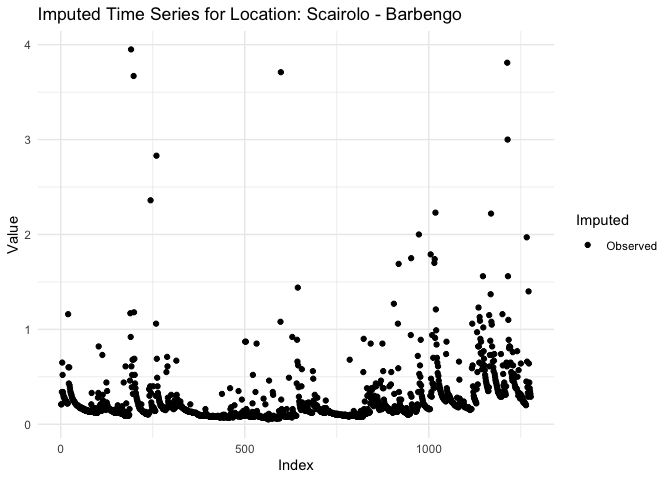 Imputed Time Series for Location: Scairolo - Barbengo
4
3
2
1
0
Value
0
500
1000
Index
Imputed
Observed